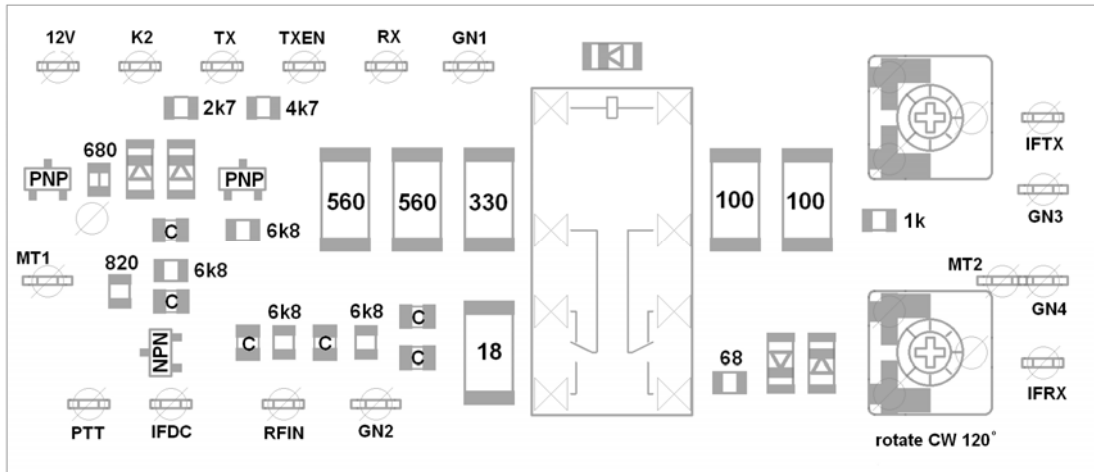 12V K2 TX TXEN RX GN1
2k7 4k7
680
PNP PNP
560 560 330 100 100
IFTX
GN3
1k
C 6k8
MT1 820 6k8 MT2
C GN4
6k8 6k8 C
NPN C C C 18 68
IFRX
PTT IFDC RFIN GN2
rotate CW 120°